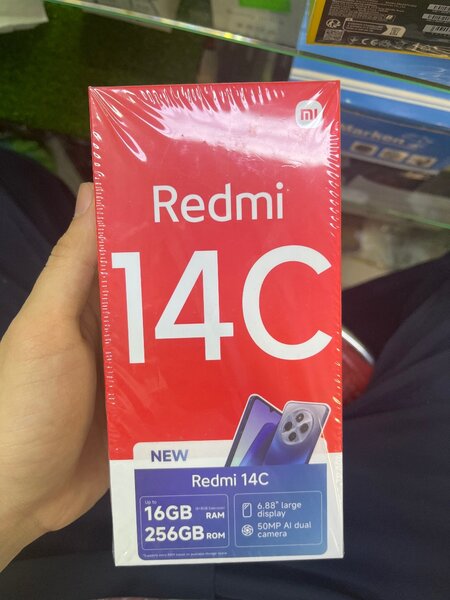 mi
Redmi
14C
NEW
Redmi 14C
Up to
16GB RAM
256GB ROM
6.88" large
display
50MP AI dual
camera